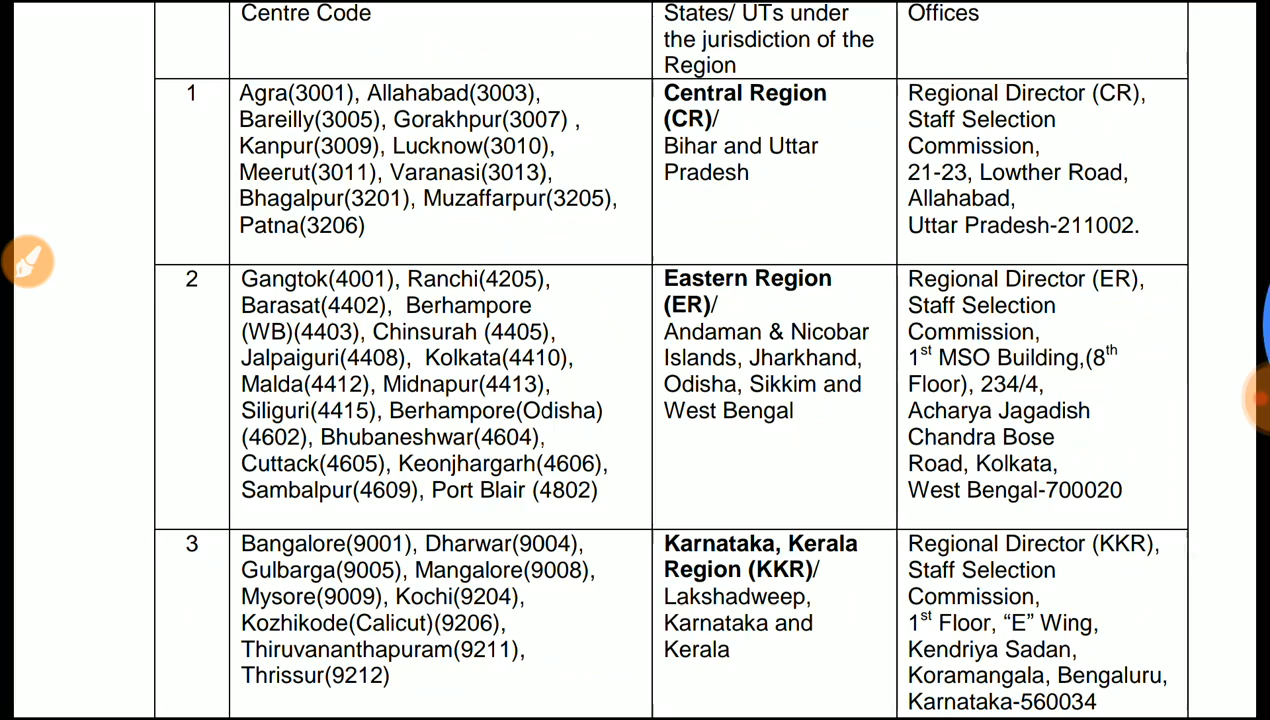 Centre Code
States/ UTs under
the jurisdiction of the
Region
Offices
1
Agra(3001), Allahabad(3003),
Bareilly(3005), Gorakhpur(3007) ,
Kanpur(3009), Lucknow(3010),
Meerut(3011), Varanasi(3013),
Bhagalpur(3201), Muzaffarpur(3205),
Patna(3206)
Central Region
(CR)/
Bihar and Uttar
Pradesh
Regional Director (CR),
Staff Selection
Commission,
21-23, Lowther Road,
Allahabad,
Uttar Pradesh-211002.
2
Gangtok(4001), Ranchi(4205),
Barasat(4402), Berhampore
(WB)(4403), Chinsurah (4405),
Jalpaiguri(4408), Kolkata(4410),
Malda(4412), Midnapur(4413),
Siliguri(4415), Berhampore(Odisha)
(4602), Bhubaneshwar(4604),
Cuttack(4605), Keonjhargarh(4606),
Sambalpur(4609), Port Blair (4802)
Eastern Region
(ER)/
Andaman & Nicobar
Islands, Jharkhand,
Odisha, Sikkim and
West Bengal
Regional Director (ER),
Staff Selection
Commission,
1st MSO Building,(8th
Floor), 234/4,
Acharya Jagadish
Chandra Bose
Road, Kolkata,
West Bengal-700020
3
Bangalore(9001), Dharwar(9004),
Gulbarga(9005), Mangalore(9008),
Mysore(9009), Kochi(9204),
Kozhikode(Calicut)(9206),
Thiruvananthapuram(9211),
Thrissur(9212)
Karnataka, Kerala
Region (KKR)/
Lakshadweep,
Karnataka and
Kerala
Regional Director (KKR),
Staff Selection
Commission,
1st Floor, “E” Wing,
Kendriya Sadan,
Koramangala, Bengaluru,
Karnataka-560034